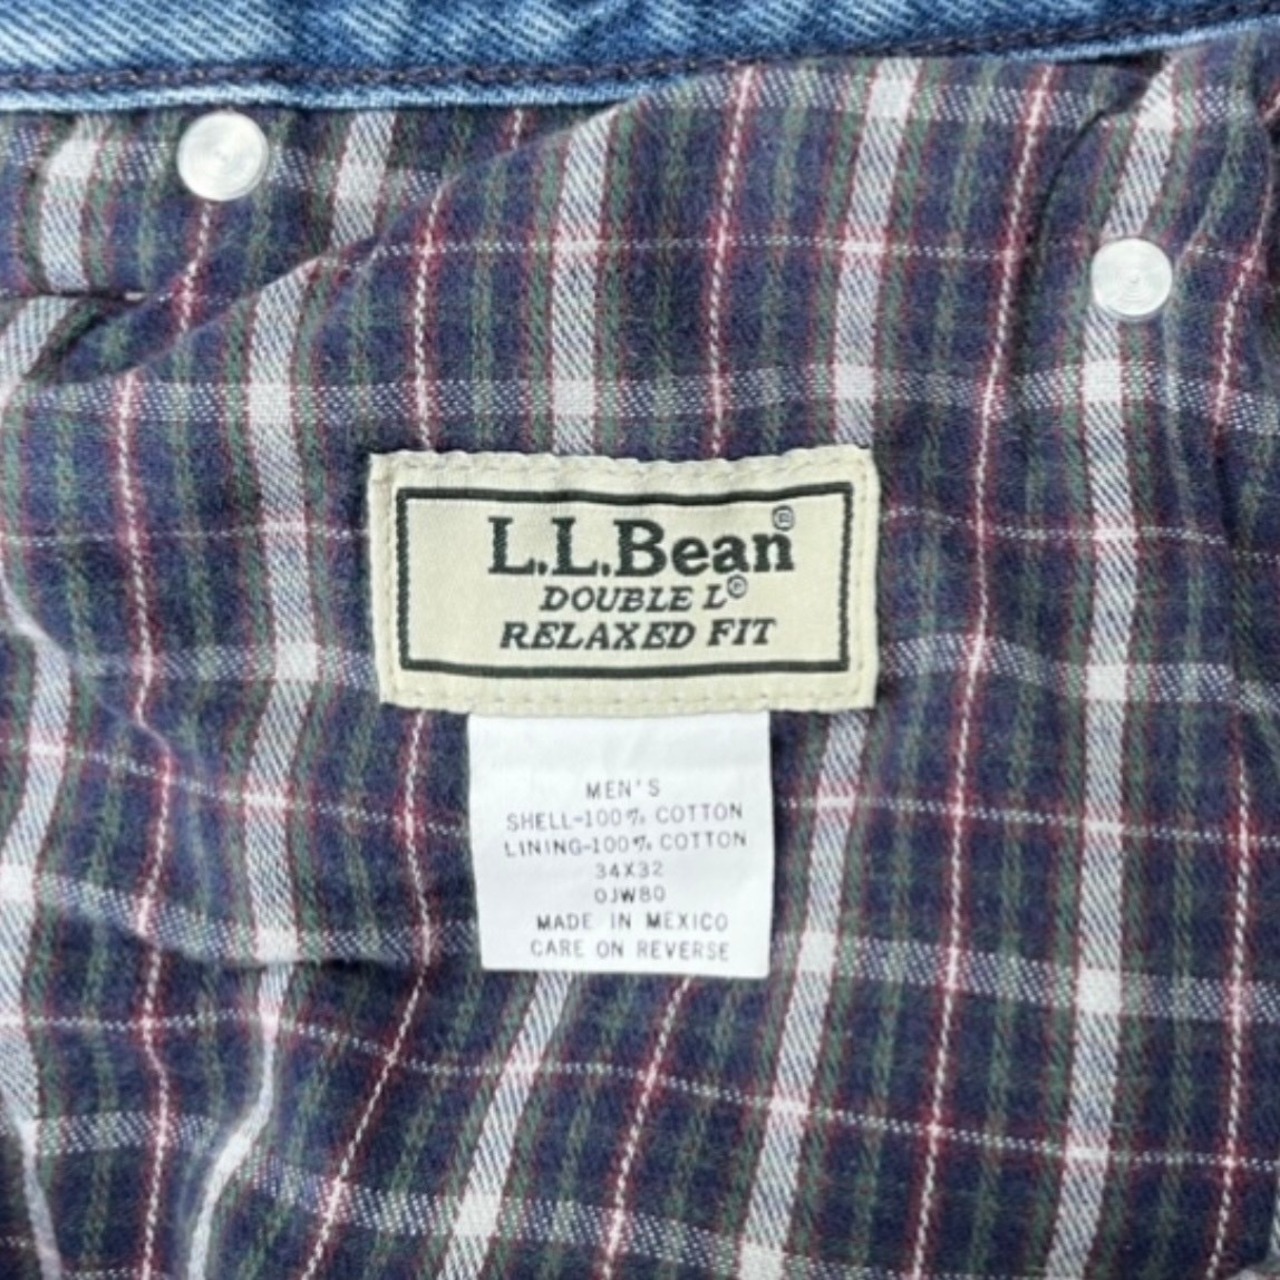 L.L.Bean®
DOUBLE L®
RELAXED FIT
MEN'S
SHELL-100% COTTON
LINING-100% COTTON
34X32
0JW80
MADE IN MEXICO
CARE ON REVERSE